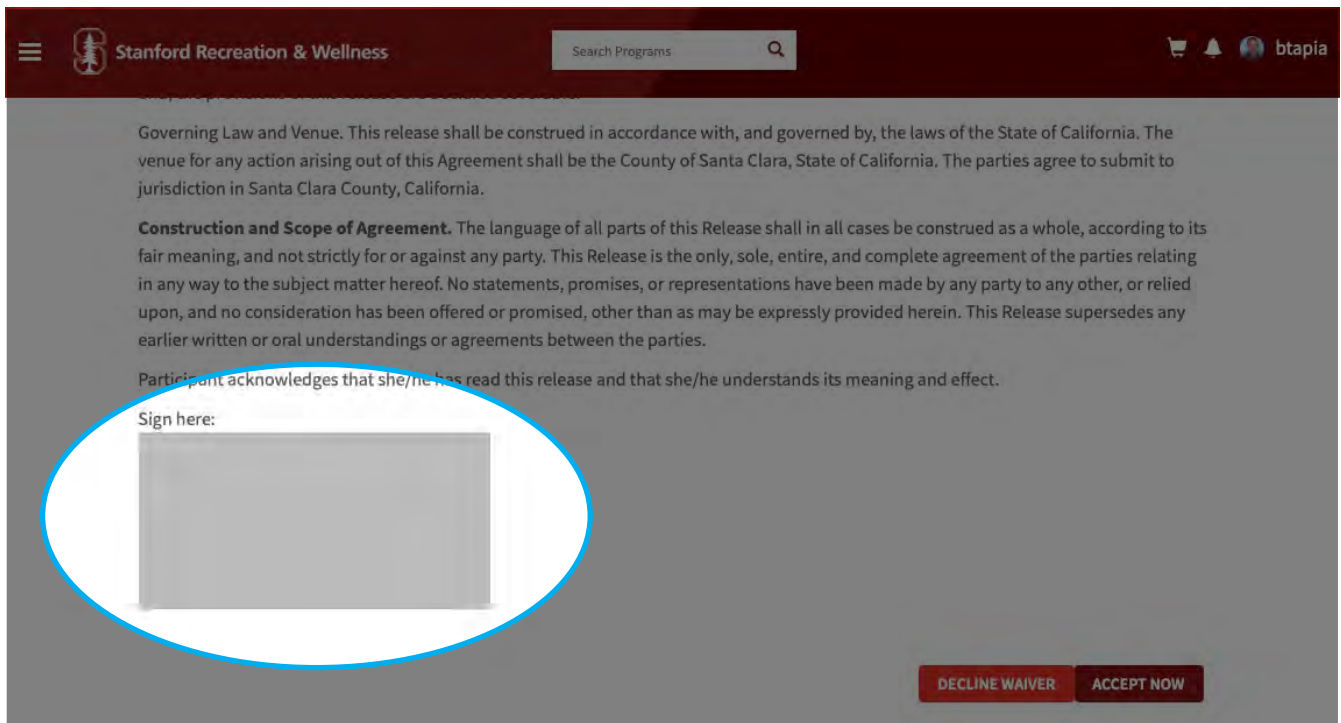 Stanford Recreation & Wellness
Search Programs
btapia
Governing Law and Venue. This release shall be construed in accordance with, and governed by, the laws of the State of California. The
venue for any action arising out of this Agreement shall be the County of Santa Clara, State of California. The parties agree to submit to
jurisdiction in Santa Clara County, California.
Construction and Scope of Agreement. The language of all parts of this Release shall in all cases be construed as a whole, according to its
fair meaning, and not strictly for or against any party. This Release is the only, sole, entire, and complete agreement of the parties relating
in any way to the subject matter hereof. No statements, promises, or representations have been made by any party to any other, or relied
upon, and no consideration has been offered or promised, other than as may be expressly provided herein. This Release supersedes any
earlier written or oral understandings or agreements between the parties.
Participant acknowledges that she/he has read this release and that she/he understands its meaning and effect.
Sign here:
DECLINE WAIVER
ACCEPT NOW